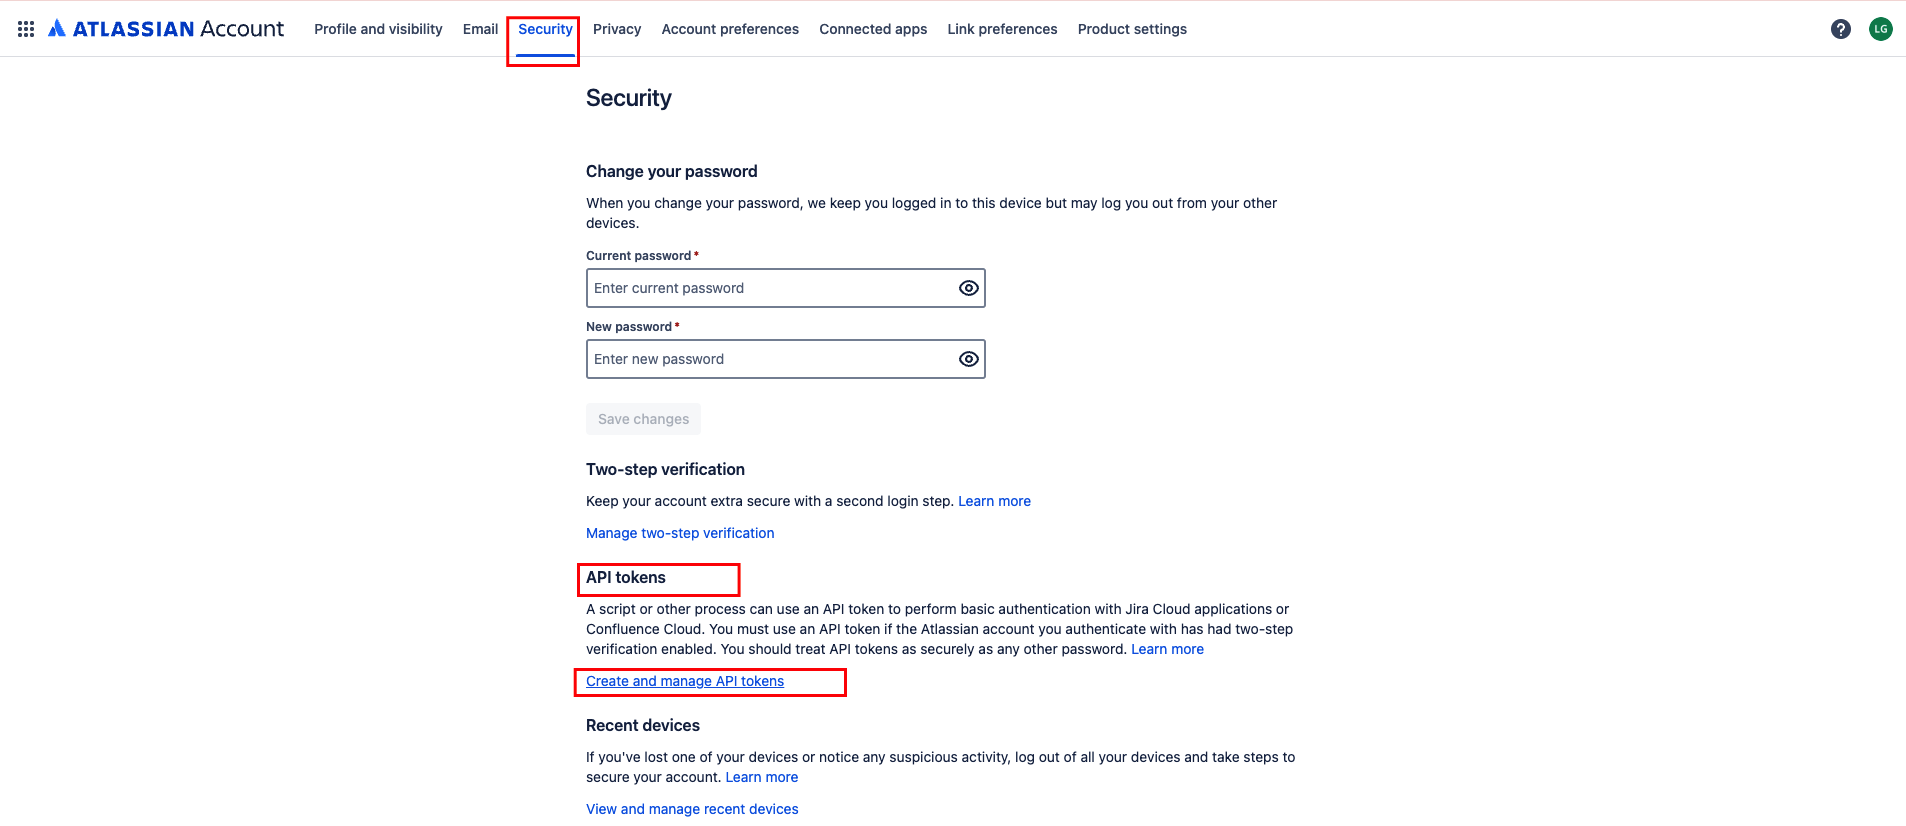 ATLASSIAN Account
Profile and visibility
Email
Security
Privacy
Account preferences
Connected apps
Link preferences
Product settings
?
LG
Security
Change your password
When you change your password, we keep you logged in to this device but may log you out from your other
devices.
Current password *
Enter current password
New password *
Enter new password
Save changes
Two-step verification
Keep your account extra secure with a second login step. Learn more
Manage two-step verification
API tokens
A script or other process can use an API token to perform basic authentication with Jira Cloud applications or
Confluence Cloud. You must use an API token if the Atlassian account you authenticate with has had two-step
verification enabled. You should treat API tokens as securely as any other password. Learn more
Create and manage API tokens
Recent devices
If you've lost one of your devices or notice any suspicious activity, log out of all your devices and take steps to
secure your account. Learn more
View and manage recent devices